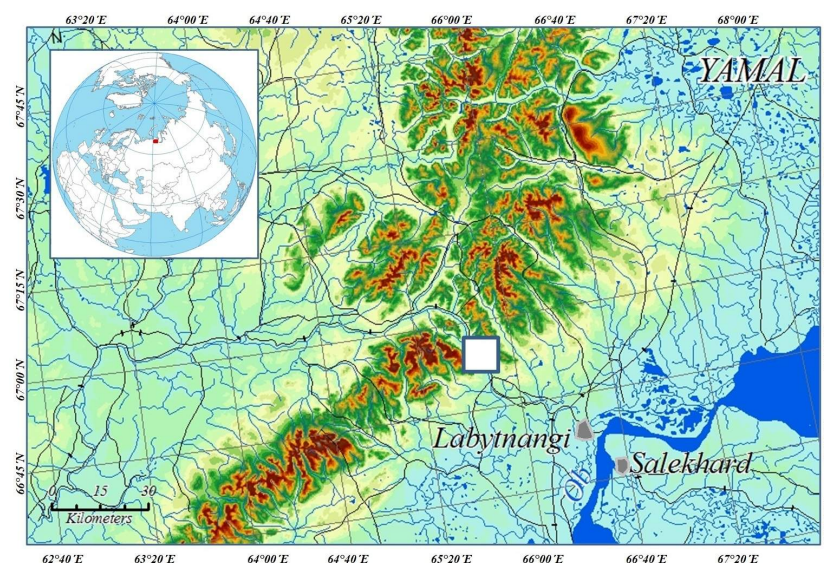 63°20'E 64°00'E 64°40'E 65°20'E 66°00'E 66°40'E 67°20'E 68°00'E
N
YAMAL
67°45'N
67°30'N
67°15'N
67°00'N
66°45'N
Labytnangi
Salekhard
Ob
0 15 30
Kilometers
62°40'E 63°20'E 64°00'E 64°40'E 65°20'E 66°00'E 66°40'E 67°20'E